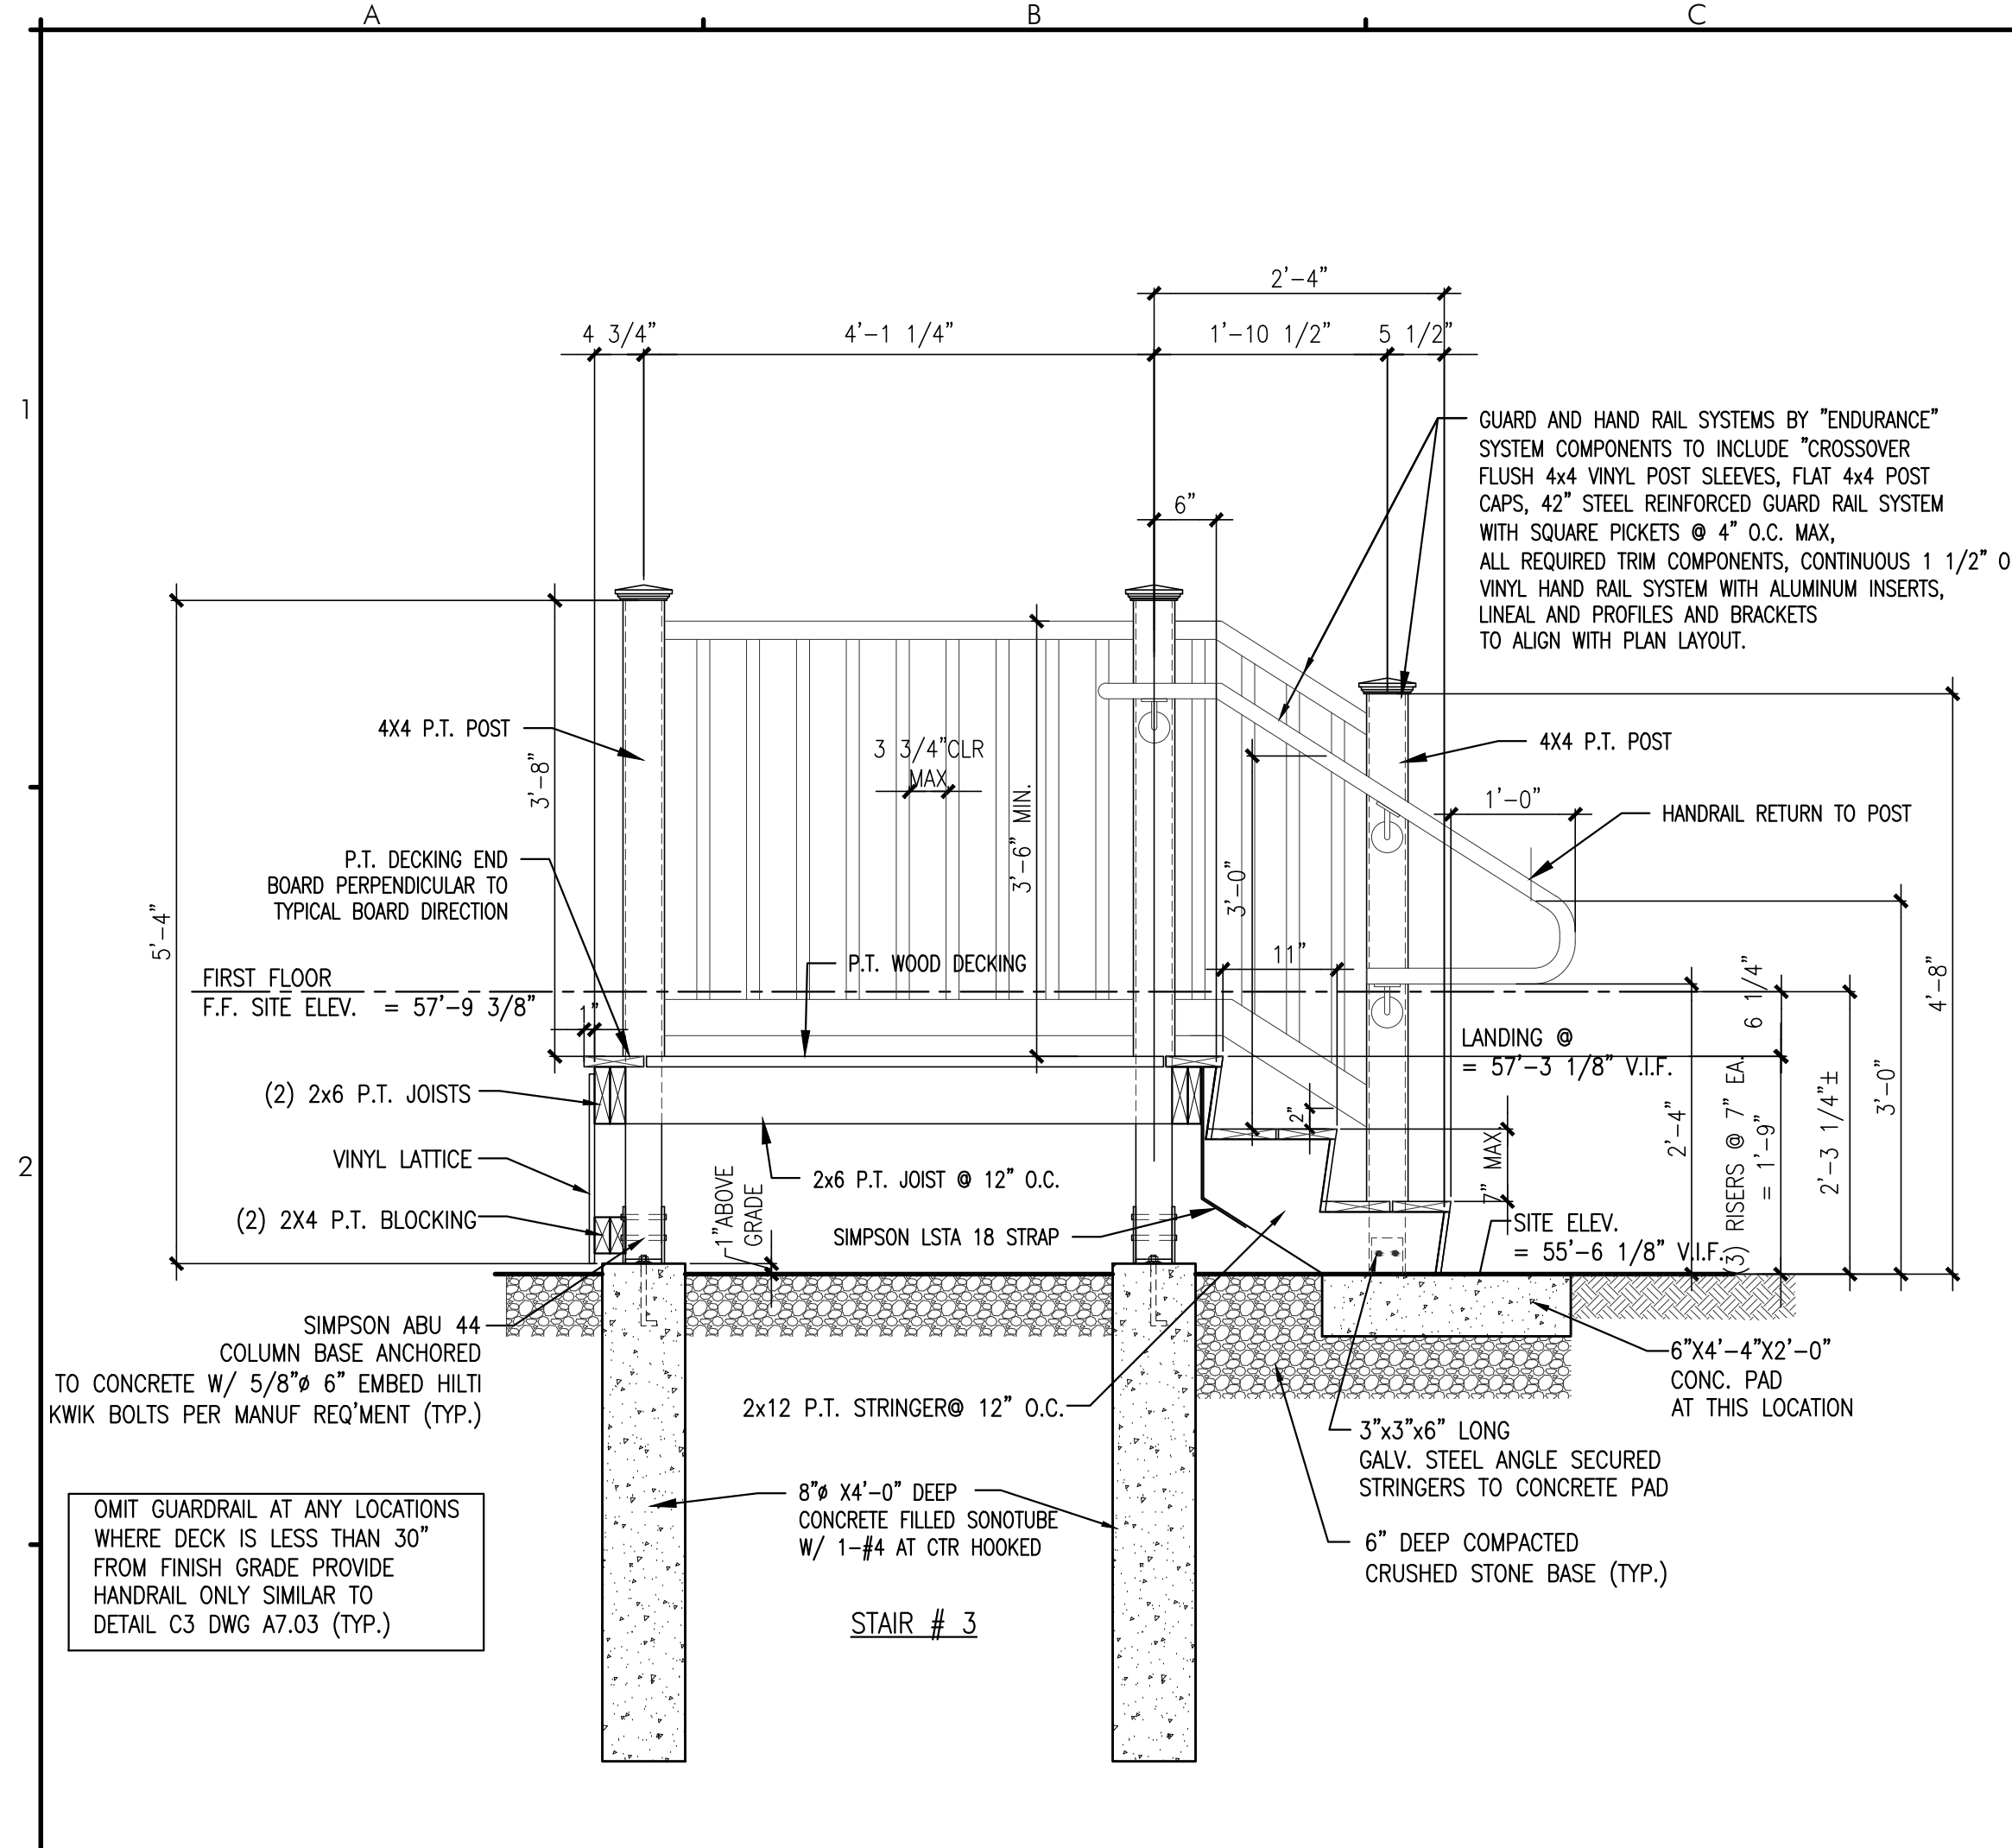 A
B
C
1
2
2'-4"
4 3/4"
4'-1 1/4"
1'-10 1/2"
5 1/2"
6"
GUARD AND HAND RAIL SYSTEMS BY "ENDURANCE"
SYSTEM COMPONENTS TO INCLUDE "CROSSOVER
FLUSH 4x4 VINYL POST SLEEVES, FLAT 4x4 POST
CAPS, 42" STEEL REINFORCED GUARD RAIL SYSTEM
WITH SQUARE PICKETS @ 4" O.C. MAX,
ALL REQUIRED TRIM COMPONENTS, CONTINUOUS 1 1/2" O
VINYL HAND RAIL SYSTEM WITH ALUMINUM INSERTS,
LINEAL AND PROFILES AND BRACKETS
TO ALIGN WITH PLAN LAYOUT.
4X4 P.T. POST
3'-8"
3 3/4"CLR
MAX
3'-6" MIN.
4X4 P.T. POST
1'-0"
HANDRAIL RETURN TO POST
P.T. DECKING END
BOARD PERPENDICULAR TO
TYPICAL BOARD DIRECTION
3'-0"
5'-4"
P.T. WOOD DECKING
11"
FIRST FLOOR
F.F. SITE ELEV. = 57'-9 3/8"
1"
6 1/4"
4'-8"
LANDING @
= 57'-3 1/8" V.I.F.
(2) 2x6 P.T. JOISTS
2"
2'-4"
(3) RISERS @ 7" EA.
= 1'-9"
2'-3 1/4"±
3'-0"
VINYL LATTICE
2x6 P.T. JOIST @ 12" O.C.
7" MAX.
(2) 2X4 P.T. BLOCKING
1"ABOVE
GRADE
SIMPSON LSTA 18 STRAP
SITE ELEV.
= 55'-6 1/8" V.I.F.
SIMPSON ABU 44
COLUMN BASE ANCHORED
TO CONCRETE W/ 5/8"ø 6" EMBED HILTI
KWIK BOLTS PER MANUF REQ'MENT (TYP.)
6"X4'-4"X2'-0"
CONC. PAD
AT THIS LOCATION
2x12 P.T. STRINGER@ 12" O.C.
3"x3"x6" LONG
GALV. STEEL ANGLE SECURED
STRINGERS TO CONCRETE PAD
8"ø X4'-0" DEEP
CONCRETE FILLED SONOTUBE
W/ 1-#4 AT CTR HOOKED
6" DEEP COMPACTED
CRUSHED STONE BASE (TYP.)
OMIT GUARDRAIL AT ANY LOCATIONS
WHERE DECK IS LESS THAN 30"
FROM FINISH GRADE PROVIDE
HANDRAIL ONLY SIMILAR TO
DETAIL C3 DWG A7.03 (TYP.)
STAIR # 3